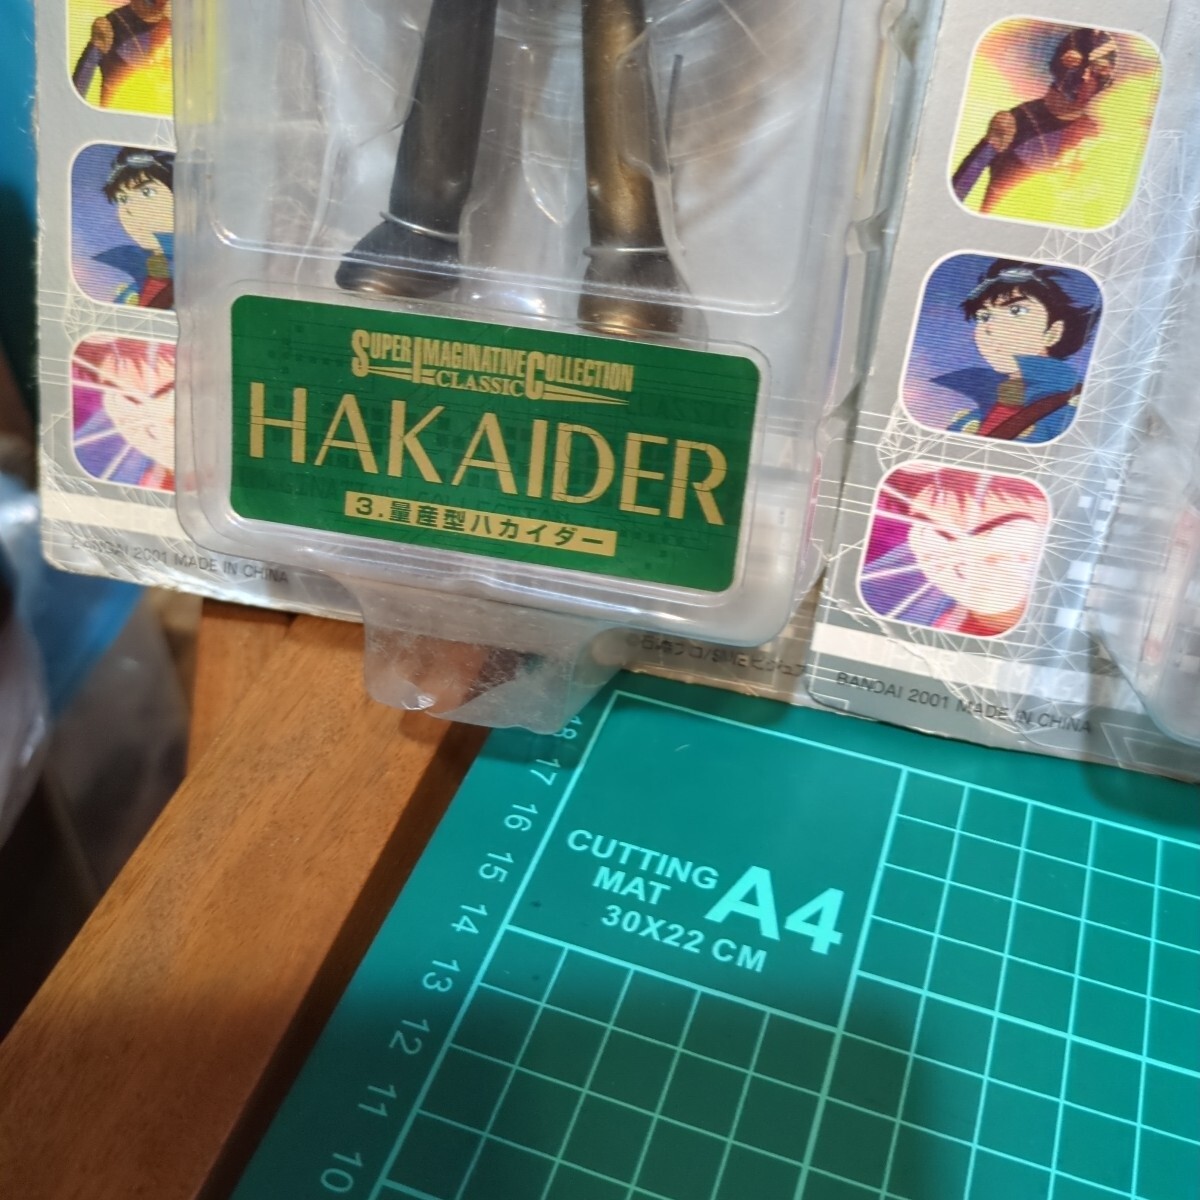 SUPER IMAGINATIVE COLLECTION
CLASSIC
HAKAIDER
3.量産型ハカイダー
BANDAI 2001 MADE IN CHINA
BANDAI 2001 MADE IN CHINA
CUTTING
MAT
30X22 CM
A4
18
17
16
15
14
13
12
11
10